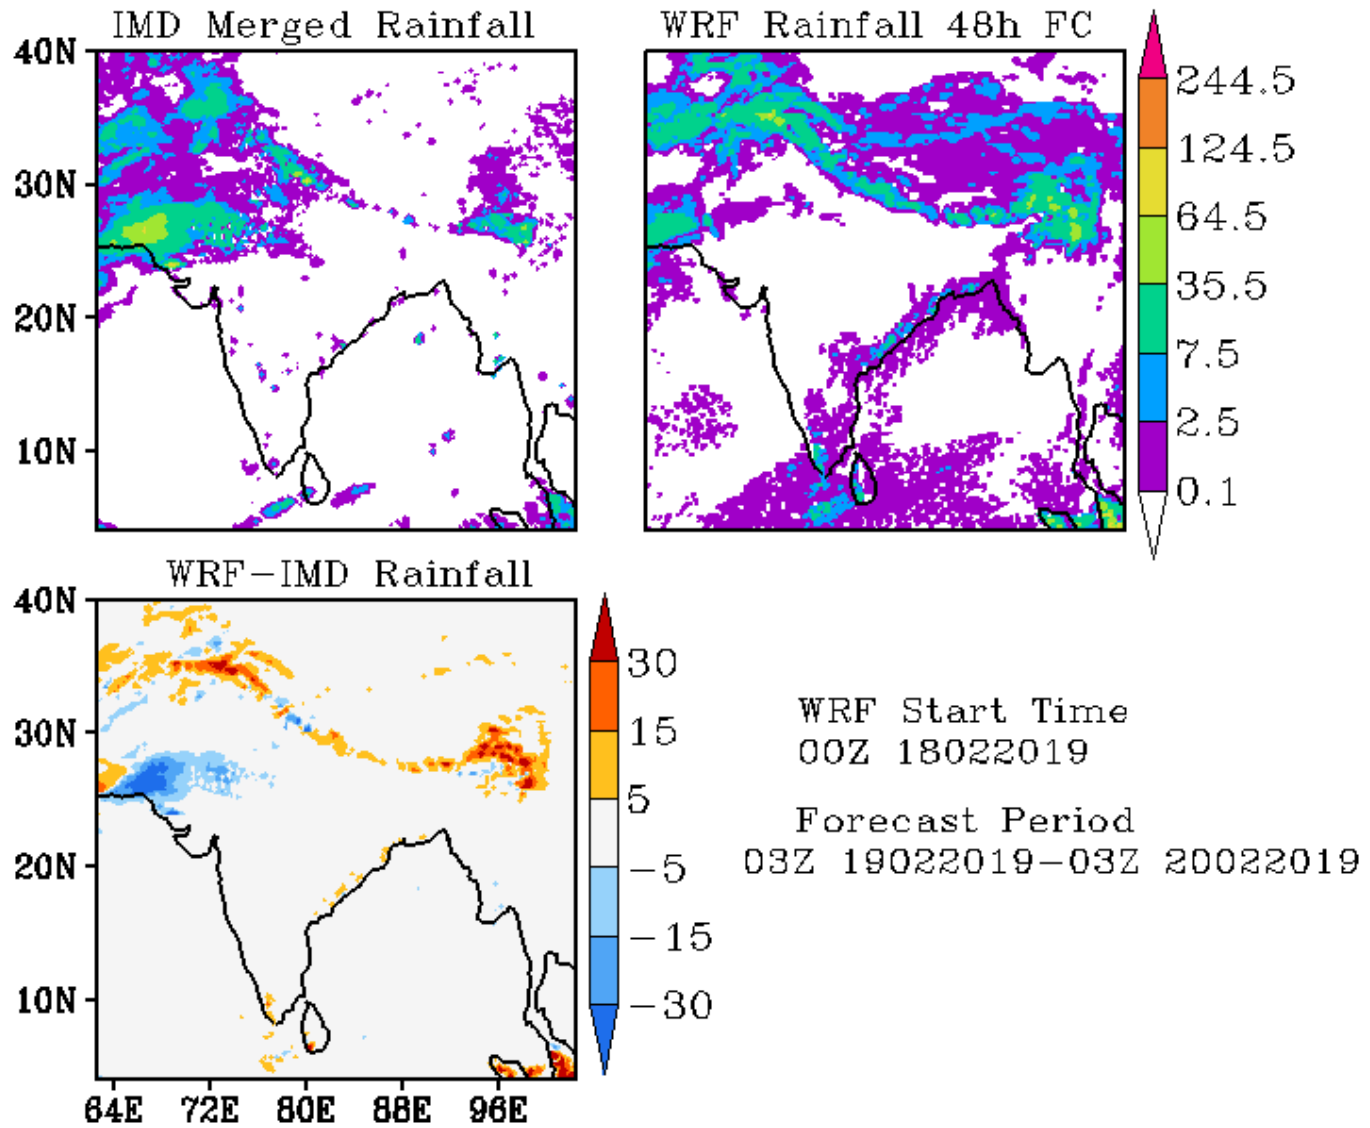 IMD Merged Rainfall
WRF Rainfall 48h FC
40N
30N
20N
10N
244.5
124.5
64.5
35.5
7.5
2.5
0.1
WRF-IMD Rainfall
40N
30N
20N
10N
64E 72E 80E 88E 96E
30
15
5
-5
-15
-30
WRF Start Time
00Z 18022019
Forecast Period
03Z 19022019-03Z 20022019